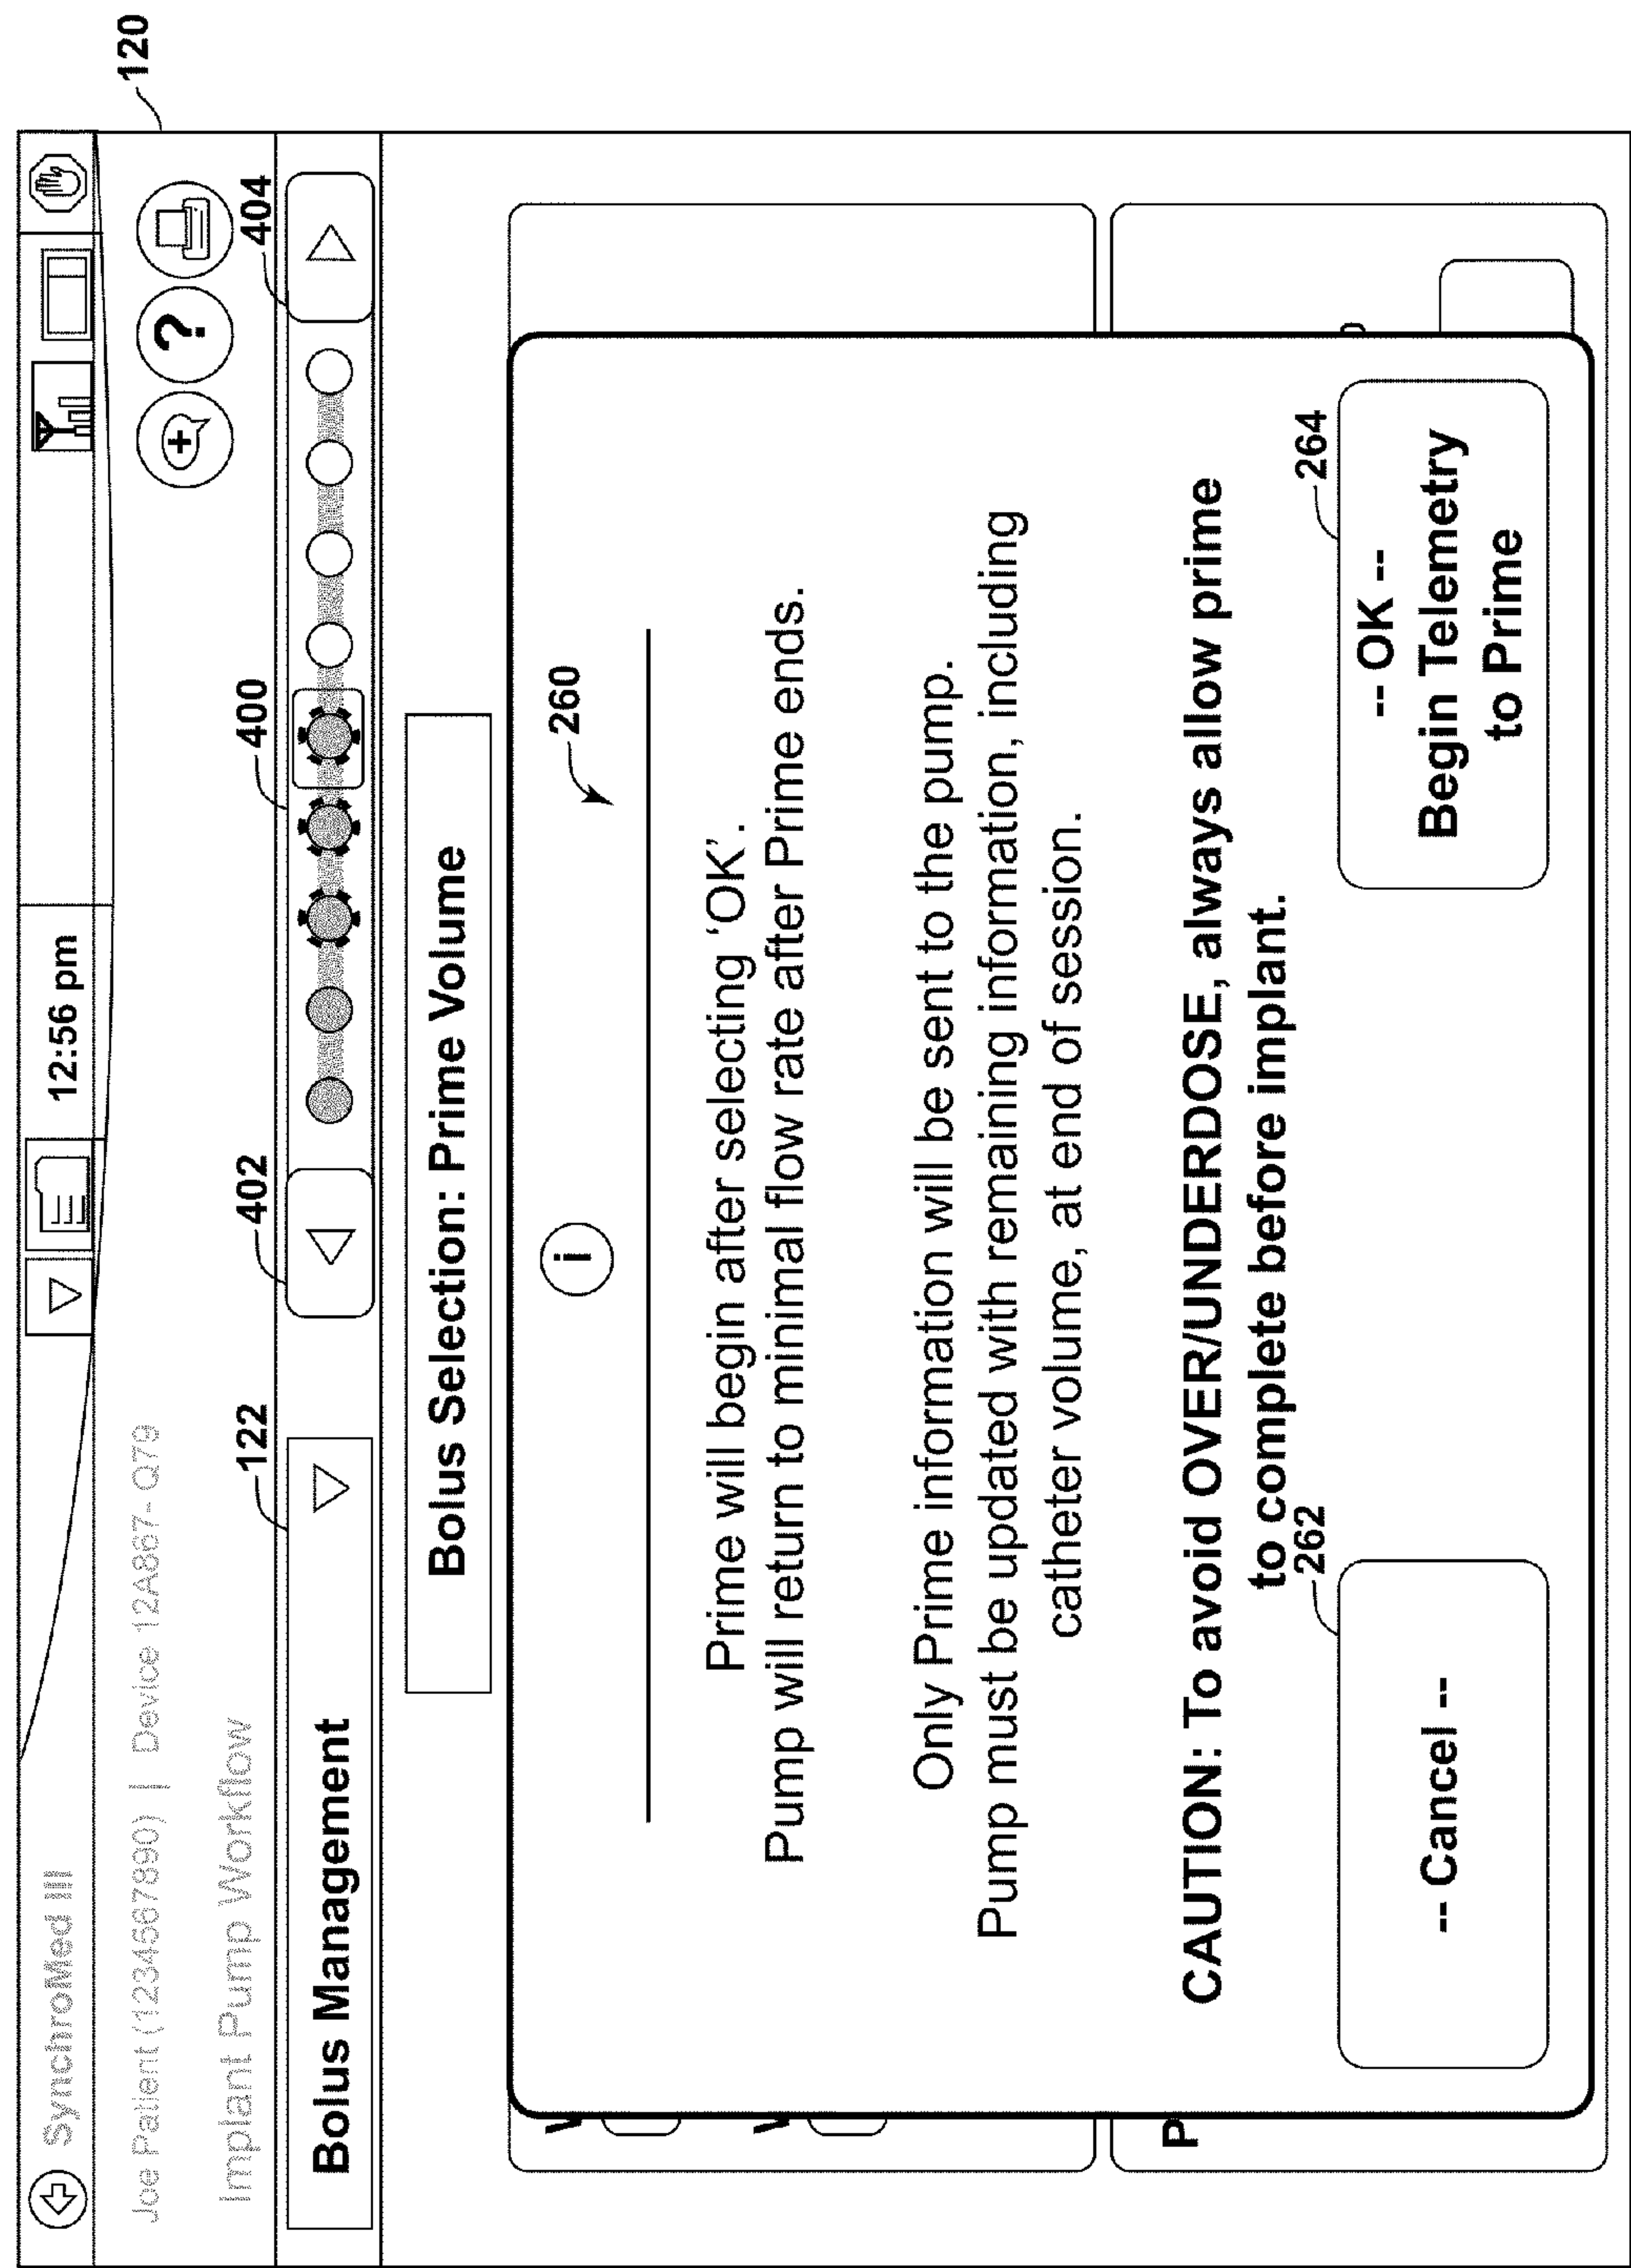 120
SynchroMed III
12:56 pm
Joe Patient (1234567890) | Device 12A867-Q79
Implant Pump Workflow
?
122
402
400
404
Bolus Management
Bolus Selection: Prime Volume
i
260
Prime will begin after selecting ‘OK’.
Pump will return to minimal flow rate after Prime ends.
Only Prime information will be sent to the pump.
Pump must be updated with remaining information, including
catheter volume, at end of session.
CAUTION: To avoid OVER/UNDERDOSE, always allow prime
to complete before implant.
262
264
-- Cancel --
-- OK --
Begin Telemetry
to Prime
P